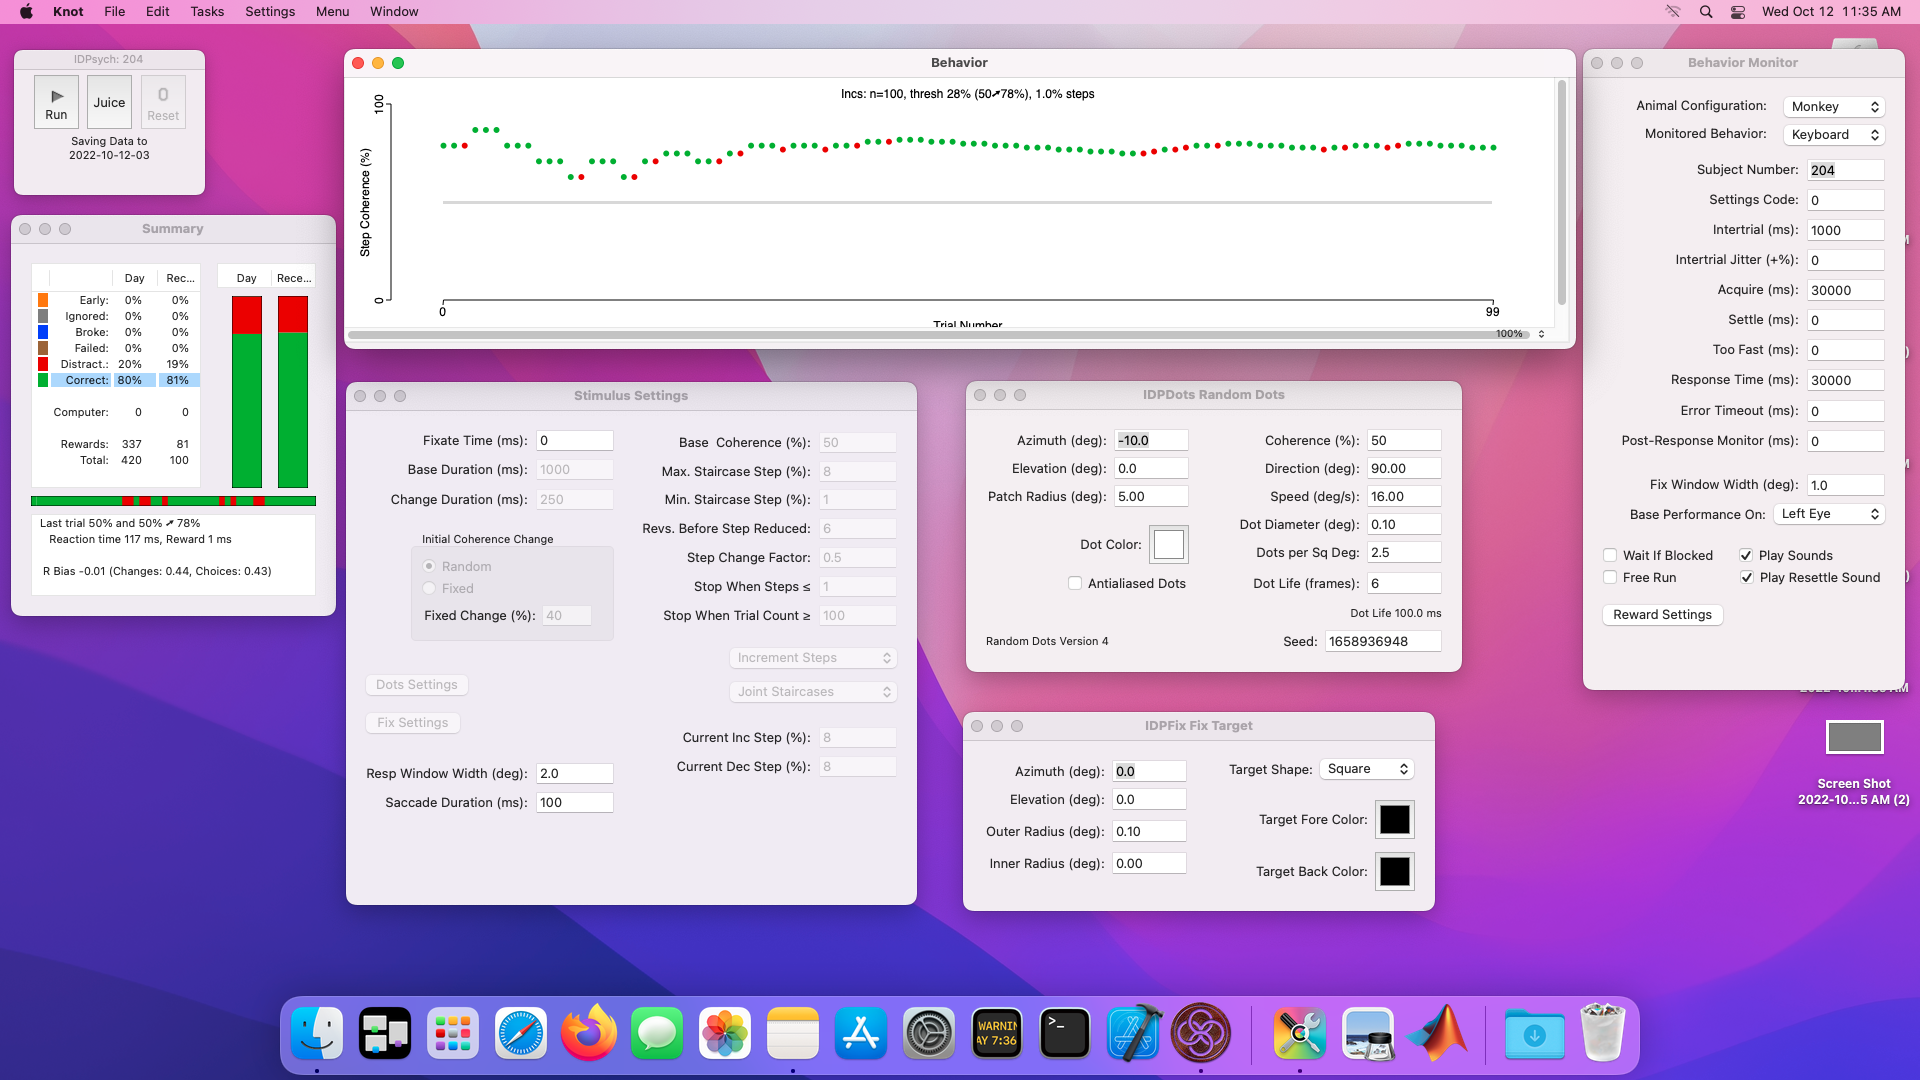 Knot File Edit Tasks Settings Menu Window Wed Oct 12 11:35 AM
IDPsych: 204
Run
Juice
0
Reset
Saving Data to
2022-10-12-03
Summary
Day Rec... Day Rece...
Early: 0% 0%
Ignored: 0% 0%
Broke: 0% 0%
Failed: 0% 0%
Distract.: 20% 19%
Correct: 80% 81%
Computer: 0 0
Rewards: 337 81
Total: 420 100
Last trial 50% and 50% ➚ 78%
Reaction time 117 ms, Reward 1 ms
R Bias -0.01 (Changes: 0.44, Choices: 0.43)
Behavior
Incs: n=100, thresh 28% (50➚78%), 1.0% steps
100
Step Coherence (%)
0
0 99
Trial Number
100%
Stimulus Settings
Fixate Time (ms): 0
Base Duration (ms): 1000
Change Duration (ms): 250
Initial Coherence Change
Random
Fixed
Fixed Change (%): 40
Dots Settings
Fix Settings
Resp Window Width (deg): 2.0
Saccade Duration (ms): 100
Base Coherence (%): 50
Max. Staircase Step (%): 8
Min. Staircase Step (%): 1
Revs. Before Step Reduced: 6
Step Change Factor: 0.5
Stop When Steps ≤ 1
Stop When Trial Count ≥ 100
Increment Steps
Joint Staircases
Current Inc Step (%): 8
Current Dec Step (%): 8
IDPDots Random Dots
Azimuth (deg): -10.0
Elevation (deg): 0.0
Patch Radius (deg): 5.00
Dot Color:
Antialiased Dots
Random Dots Version 4
Coherence (%): 50
Direction (deg): 90.00
Speed (deg/s): 16.00
Dot Diameter (deg): 0.10
Dots per Sq Deg: 2.5
Dot Life (frames): 6
Dot Life 100.0 ms
Seed: 1658936948
IDPFix Fix Target
Azimuth (deg): 0.0
Elevation (deg): 0.0
Outer Radius (deg): 0.10
Inner Radius (deg): 0.00
Target Shape: Square
Target Fore Color:
Target Back Color:
Behavior Monitor
Animal Configuration: Monkey
Monitored Behavior: Keyboard
Subject Number: 204
Settings Code: 0
Intertrial (ms): 1000
Intertrial Jitter (+%): 0
Acquire (ms): 30000
Settle (ms): 0
Too Fast (ms): 0
Response Time (ms): 30000
Error Timeout (ms): 0
Post-Response Monitor (ms): 0
Fix Window Width (deg): 1.0
Base Performance On: Left Eye
Wait If Blocked Play Sounds
Free Run Play Resettle Sound
Reward Settings
Screen Shot
2022-10...5 AM (2)
WARNIN
AY 7:36
>_